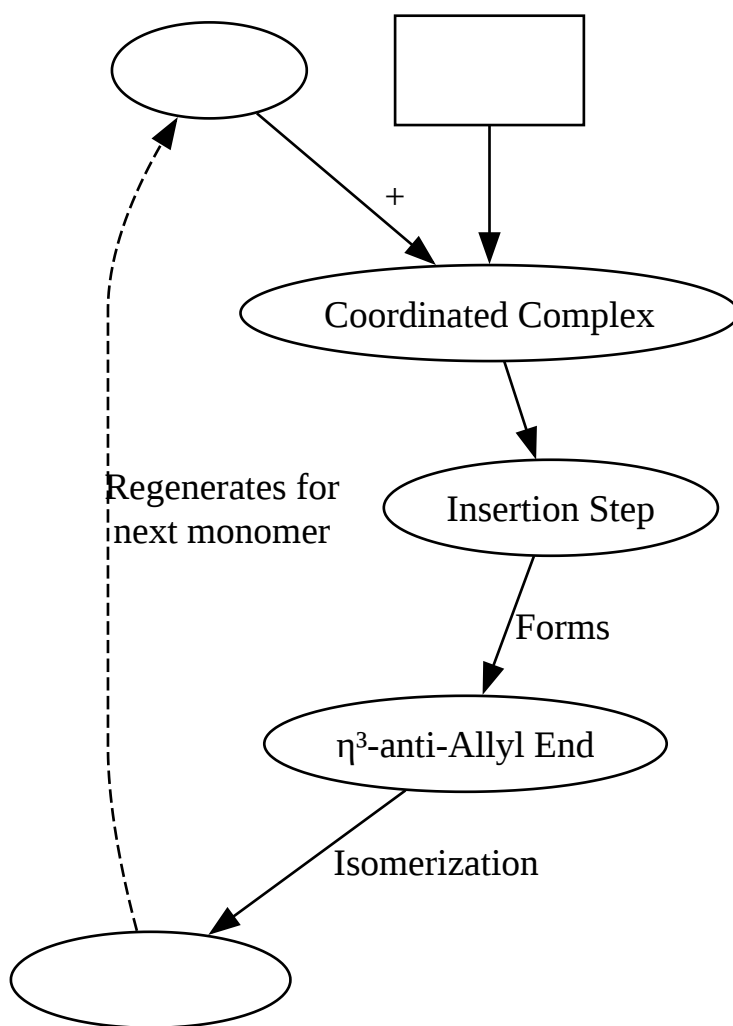 +
Coordinated Complex
Regenerates for
next monomer
Insertion Step
Forms
η³-anti-Allyl End
Isomerization